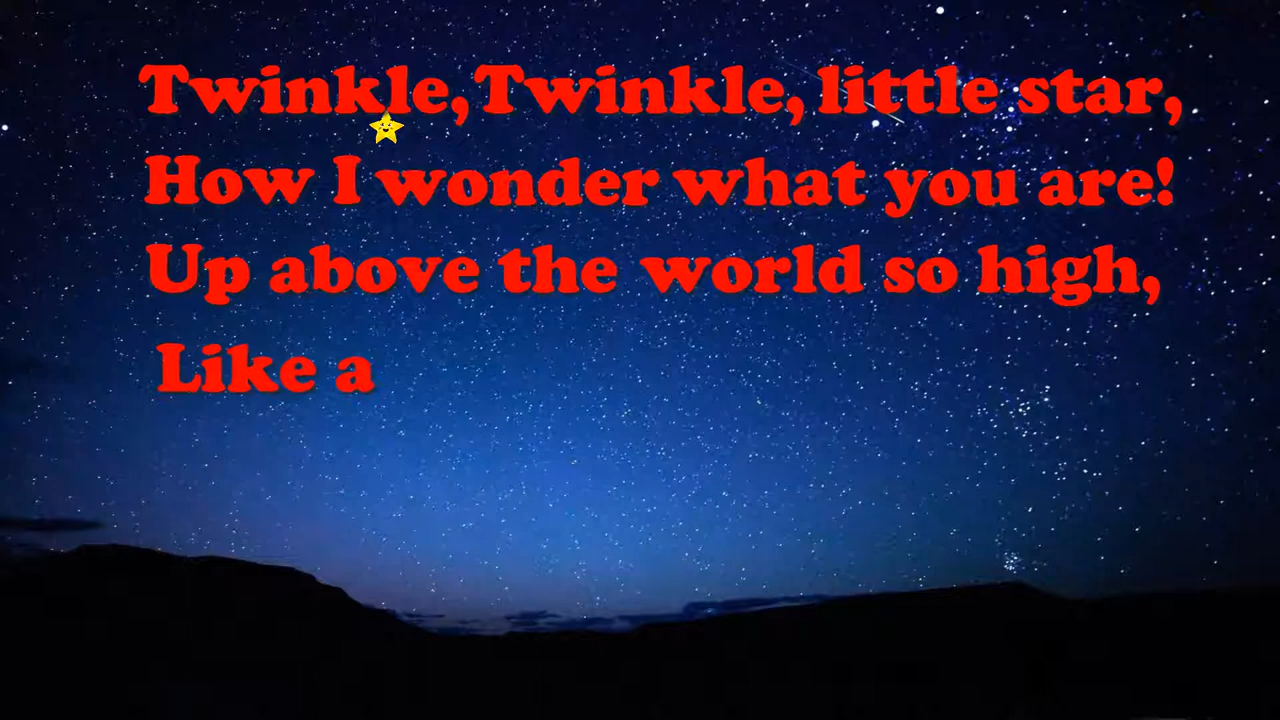 Twinkle,Twinkle, little star,
How I wonder what you are!
Up above the world so high,
Like a